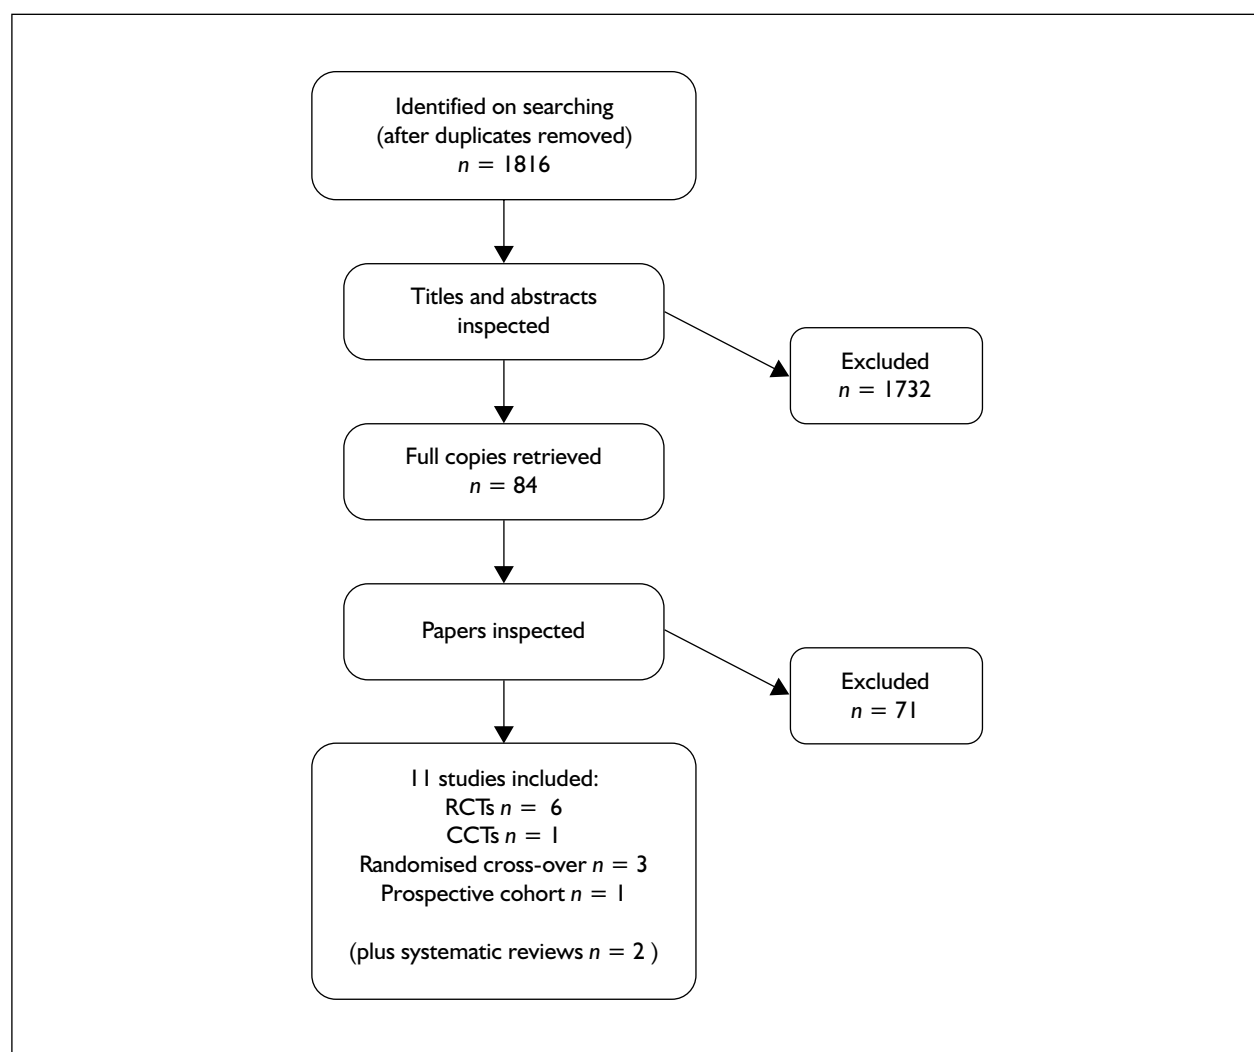 Identified on searching
(after duplicates removed)
n = 1816
Titles and abstracts
inspected
Excluded
n = 1732
Full copies retrieved
n = 84
Papers inspected
Excluded
n = 71
11 studies included:
RCTs n = 6
CCTs n = 1
Randomised cross-over n = 3
Prospective cohort n = 1
(plus systematic reviews n = 2 )